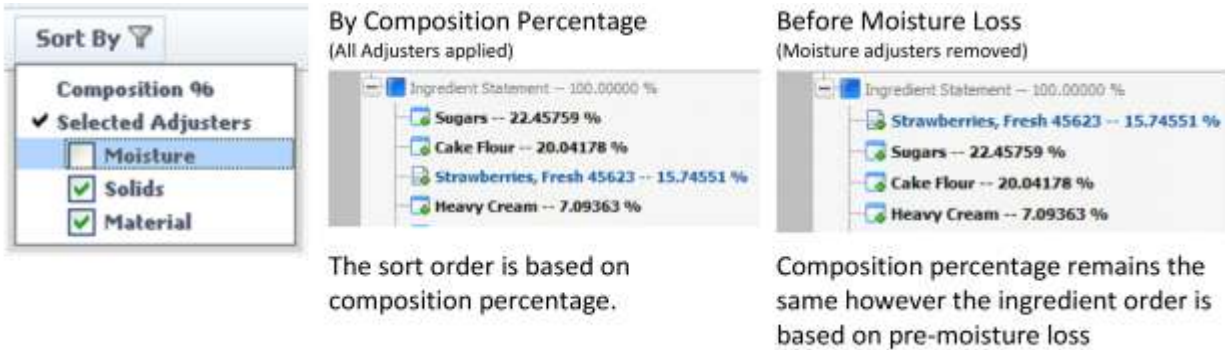 Sort By
Composition %
Selected Adjusters
Moisture
Solids
Material
By Composition Percentage
(All Adjusters applied)
Ingredient Statement -- 100.00000 %
Sugars -- 22.45759 %
Cake Flour -- 20.04178 %
Strawberries, Fresh 45623 -- 15.74551 %
Heavy Cream -- 7.09363 %
The sort order is based on
composition percentage.
Before Moisture Loss
(Moisture adjusters removed)
Ingredient Statement -- 100.00000 %
Strawberries, Fresh 45623 -- 15.74551 %
Sugars -- 22.45759 %
Cake Flour -- 20.04178 %
Heavy Cream -- 7.09363 %
Composition percentage remains the
same however the ingredient order is
based on pre-moisture loss